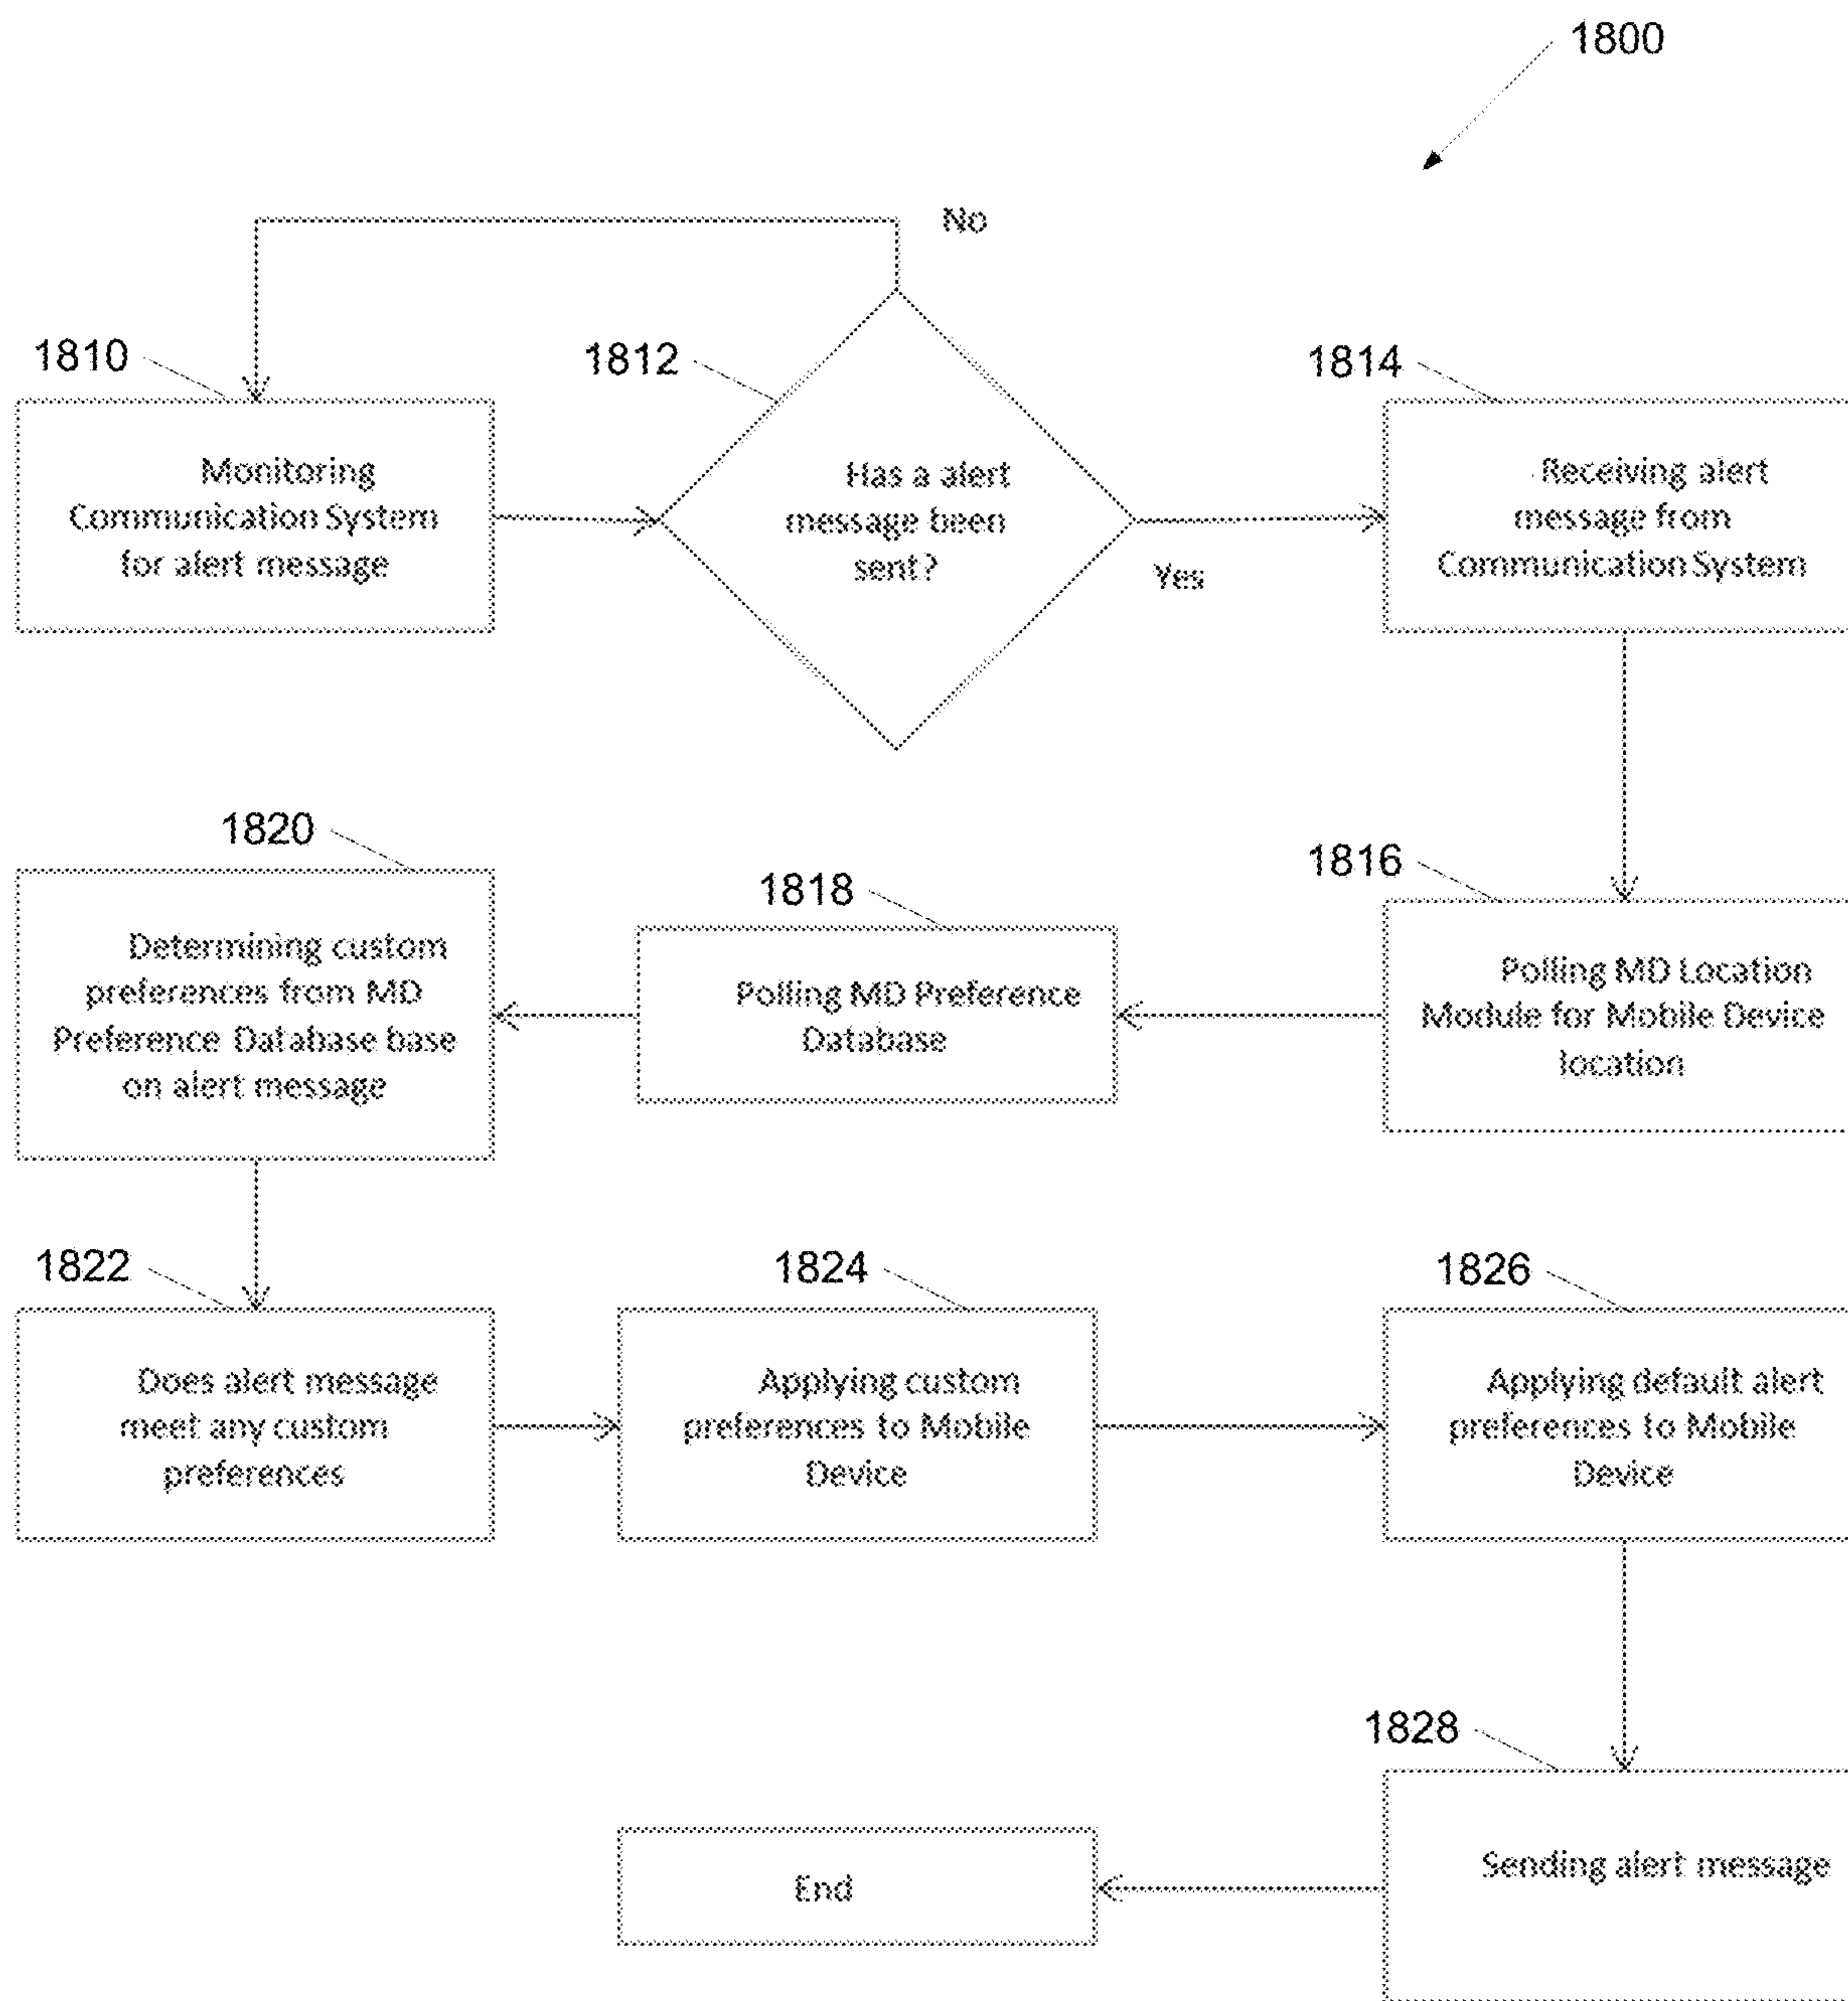 1800
No
1810
1812
1814
Monitoring
Communication System
for alert message
Has a alert
message been
sent?
Yes
Receiving alert
message from
Communication System
1820
1818
1816
Determining custom
preferences from MD
Preference Database base
on alert message
Polling MD Preference
Database
Polling MD Location
Module for Mobile Device
location
1822
1824
1826
Does alert message
meet any custom
preferences
Applying custom
preferences to Mobile
Device
Applying default alert
preferences to Mobile
Device
1828
Sending alert message
End